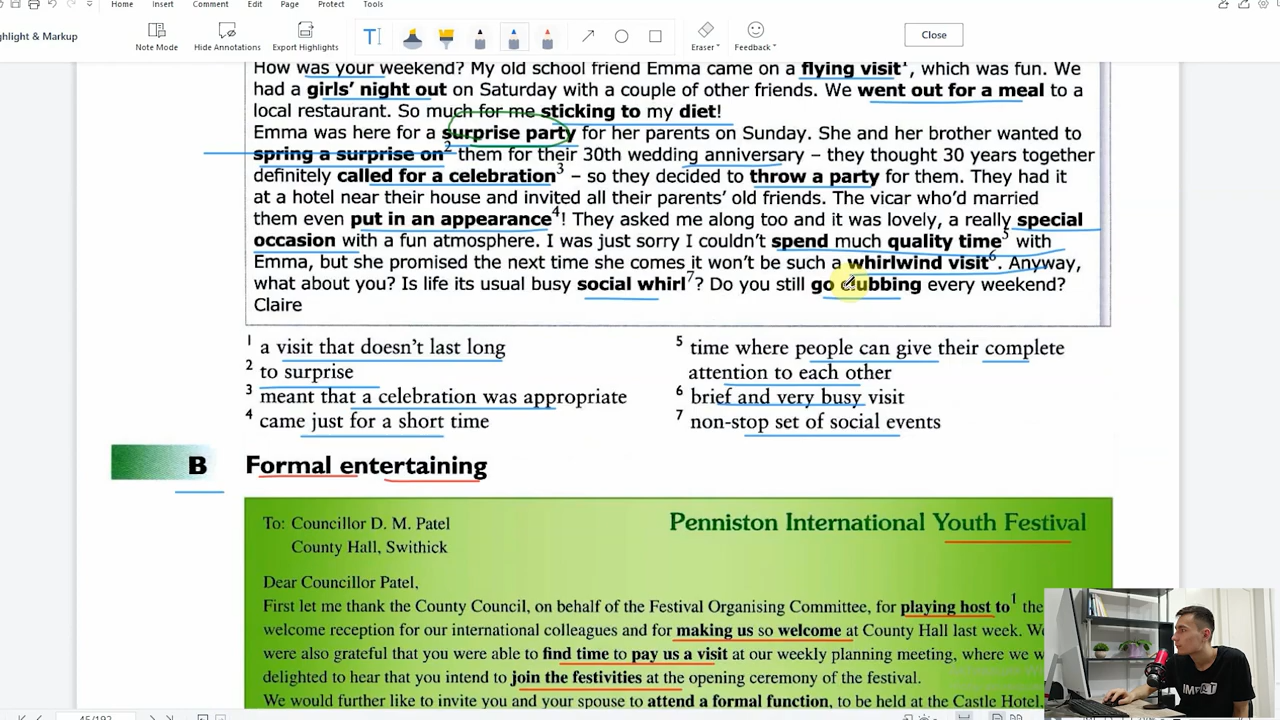 Home Insert Comment Edit Page Protect Tools
ghlight & Markup
Note Mode Hide Annotations Export Highlights Eraser Feedback Close
How was your weekend? My old school friend Emma came on a flying visit¹, which was fun. We
had a girls' night out on Saturday with a couple of other friends. We went out for a meal to a
local restaurant. So much for me sticking to my diet!
Emma was here for a surprise party for her parents on Sunday. She and her brother wanted to
spring a surprise on² them for their 30th wedding anniversary – they thought 30 years together
definitely called for a celebration³ – so they decided to throw a party for them. They had it
at a hotel near their house and invited all their parents' old friends. The vicar who'd married
them even put in an appearance⁴! They asked me along too and it was lovely, a really special
occasion with a fun atmosphere. I was just sorry I couldn't spend much quality time⁵ with
Emma, but she promised the next time she comes it won't be such a whirlwind visit⁶. Anyway,
what about you? Is life its usual busy social whirl⁷? Do you still go clubbing every weekend?
Claire
¹ a visit that doesn't last long
² to surprise
³ meant that a celebration was appropriate
⁴ came just for a short time
⁵ time where people can give their complete
attention to each other
⁶ brief and very busy visit
⁷ non-stop set of social events
B Formal entertaining
To: Councillor D. M. Patel
County Hall, Swithick
Penniston International Youth Festival
Dear Councillor Patel,
First let me thank the County Council, on behalf of the Festival Organising Committee, for playing host to¹ the
welcome reception for our international colleagues and for making us so welcome at County Hall last week. We
were also grateful that you were able to find time to pay us a visit at our weekly planning meeting, where we w
delighted to hear that you intend to join the festivities at the opening ceremony of the festival.
We would further like to invite you and your spouse to attend a formal function, to be held at the Castle Hotel,
45/192